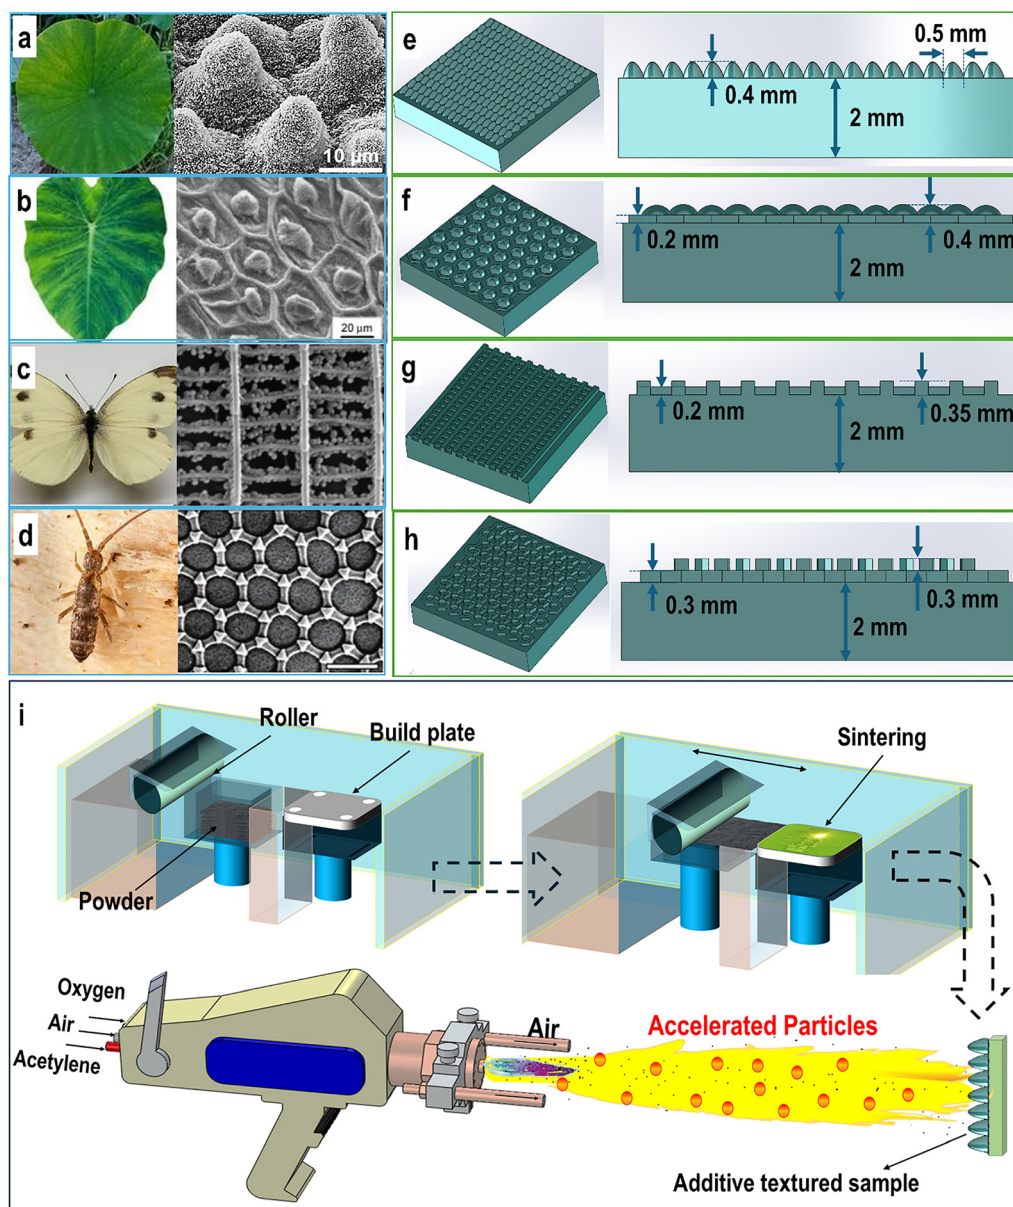 a
10 μm
e
0.5 mm
0.4 mm
2 mm
b
20 μm
f
0.2 mm
0.4 mm
2 mm
c
g
0.2 mm
0.35 mm
2 mm
d
h
0.3 mm
0.3 mm
2 mm
i
Roller
Build plate
Powder
Sintering
Oxygen
Air
Acetylene
Air
Accelerated Particles
Additive textured sample